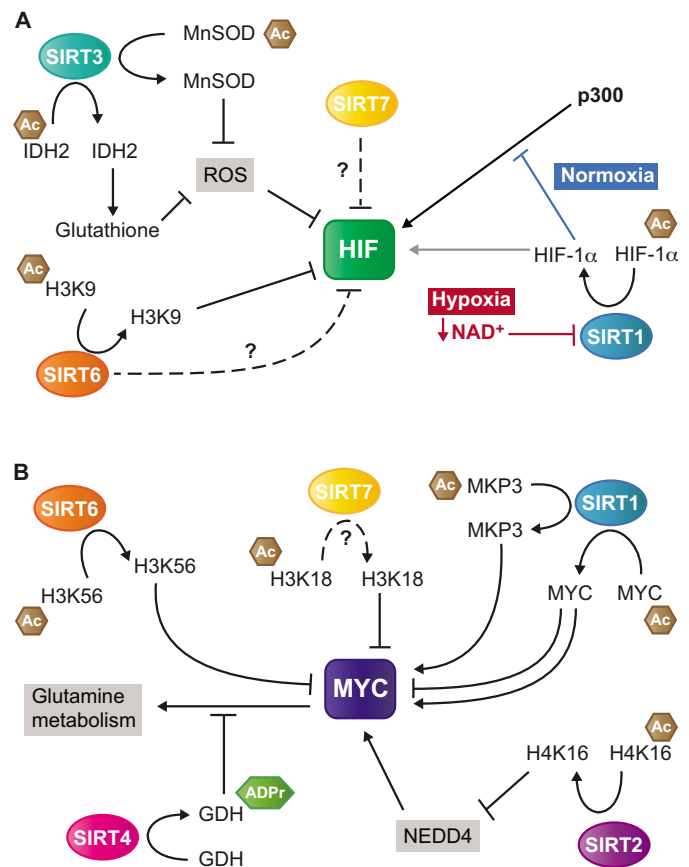 A
SIRT3
MnSOD Ac
MnSOD
SIRT7
p300
Ac
IDH2 IDH2
ROS
?
Normoxia
Glutathione
HIF
Ac
HIF-1α HIF-1α
Ac
H3K9
H3K9
Hypoxia
NAD+
SIRT1
?
SIRT6
B
SIRT6
SIRT7
Ac MKP3
SIRT1
MKP3
?
H3K56
Ac
H3K18 H3K18
H3K56
Ac
MYC MYC
Ac
MYC
Glutamine
metabolism
Ac
H4K16 H4K16
ADPr
GDH
NEDD4
SIRT4
SIRT2
GDH